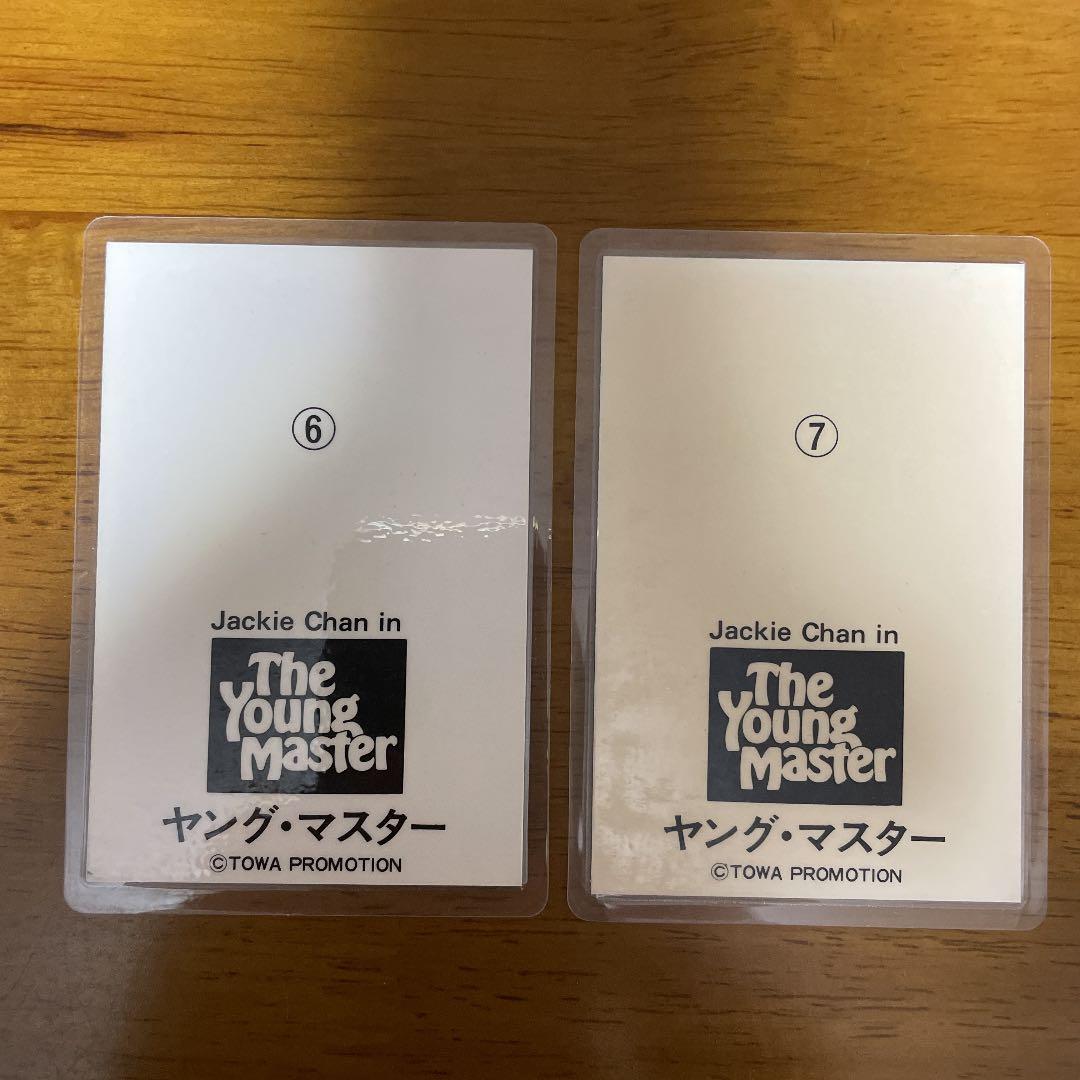 ⑥
Jackie Chan in
The
Young
Master
ヤング・マスター
©TOWA PROMOTION
⑦
Jackie Chan in
The
Young
Master
ヤング・マスター
©TOWA PROMOTION